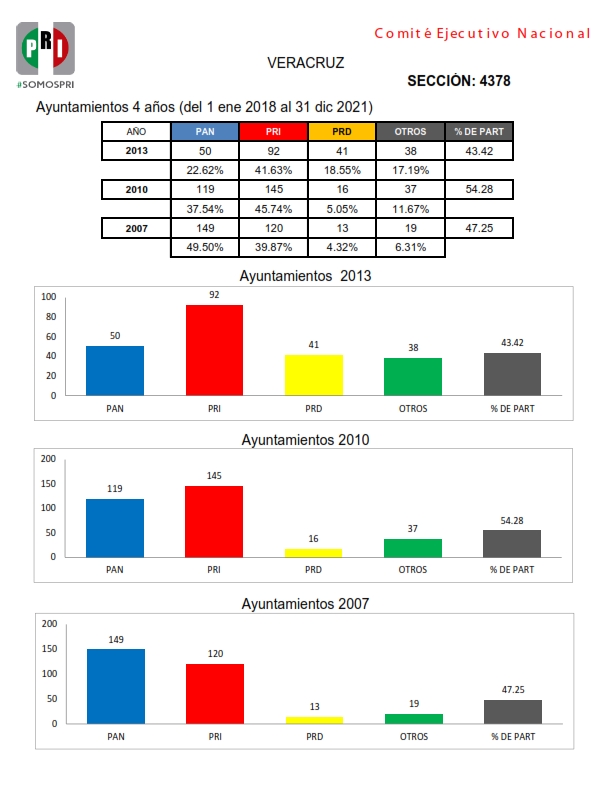 Comité Ejecutivo Nacional
PRI
#SOMOSPRI
VERACRUZ
SECCIÓN: 4378
Ayuntamientos 4 años (del 1 ene 2018 al 31 dic 2021)
AÑO PAN PRI PRD OTROS % DE PART
2013 50 92 41 38 43.42
22.62% 41.63% 18.55% 17.19%
2010 119 145 16 37 54.28
37.54% 45.74% 5.05% 11.67%
2007 149 120 13 19 47.25
49.50% 39.87% 4.32% 6.31%
Ayuntamientos 2013
100
80
60
40
20
0
50 92 41 38 43.42
PAN PRI PRD OTROS % DE PART
Ayuntamientos 2010
200
150
100
50
0
119 145 16 37 54.28
PAN PRI PRD OTROS % DE PART
Ayuntamientos 2007
200
150
100
50
0
149 120 13 19 47.25
PAN PRI PRD OTROS % DE PART